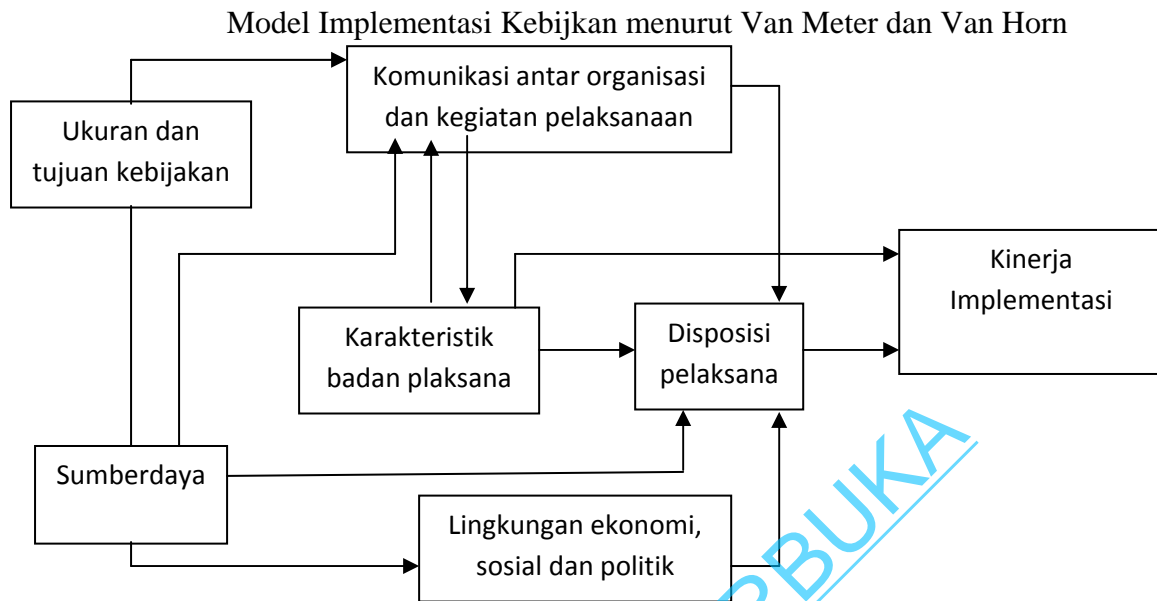 Model Implementasi Kebijkan menurut Van Meter dan Van Horn
Komunikasi antar organisasi
dan kegiatan pelaksanaan
Ukuran dan
tujuan kebijakan
Kinerja
Implementasi
Karakteristik
badan plaksana
Disposisi
pelaksana
Sumberdaya
Lingkungan ekonomi,
sosial dan politik
RBUKA